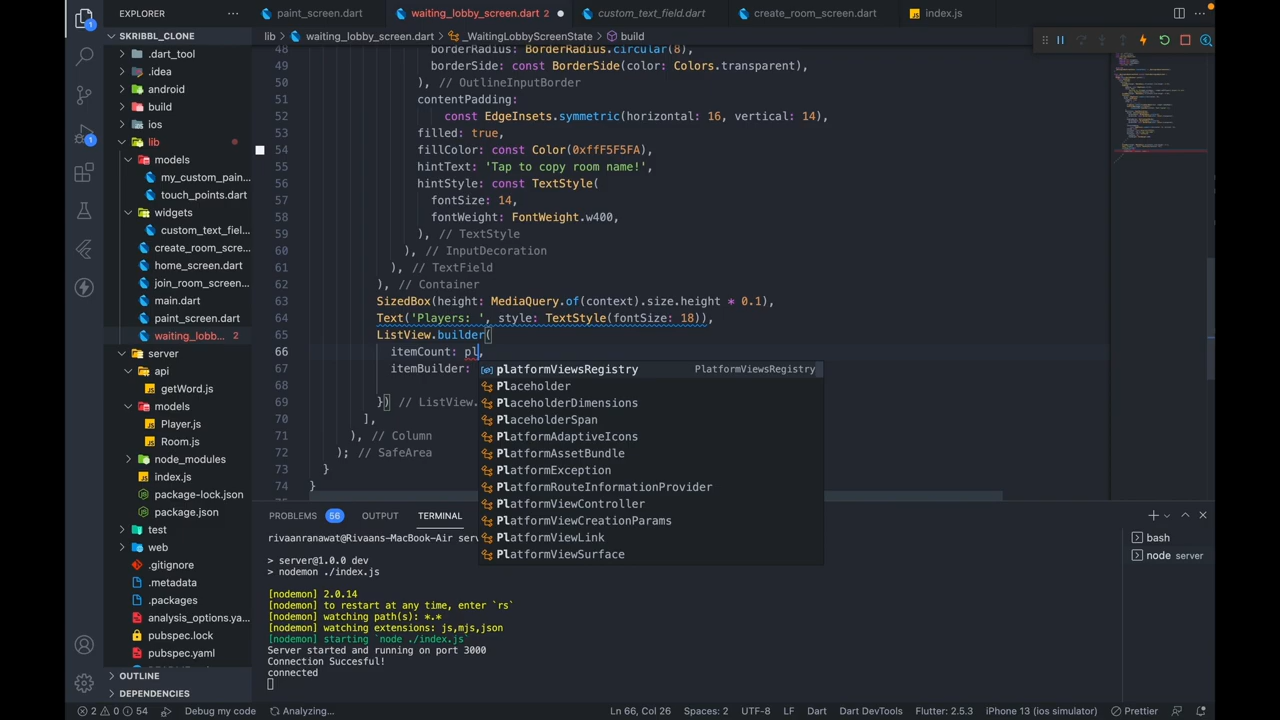 EXPLORER
paint_screen.dart
waiting_lobby_screen.dart 2
custom_text_field.dart
create_room_screen.dart
index.js
SKRIBBL_CLONE
lib > waiting_lobby_screen.dart > _WaitingLobbyScreenState > build
.dart_tool
.idea
android
build
ios
lib
models
my_custom_pain...
touch_points.dart
widgets
custom_text_fiel...
create_room_scre...
home_screen.dart
join_room_screen...
main.dart
paint_screen.dart
waiting_lobb... 2
server
api
getWord.js
models
Player.js
Room.js
node_modules
index.js
package-lock.json
package.json
test
web
.gitignore
.metadata
.packages
analysis_options.ya...
pubspec.lock
pubspec.yaml
OUTLINE
DEPENDENCIES
48 borderRadius: BorderRadius.circular(8),
49 borderSide: const BorderSide(color: Colors.transparent),
50 ), // OutlineInputBorder
51 contentPadding:
52 const EdgeInsets.symmetric(horizontal: 16, vertical: 14),
53 filled: true,
54 fillColor: const Color(0xffF5F5FA),
55 hintText: 'Tap to copy room name!',
56 hintStyle: const TextStyle(
57 fontSize: 14,
58 fontWeight: FontWeight.w400,
59 ), // TextStyle
60 ), // InputDecoration
61 ), // TextField
62 ), // Container
63 SizedBox(height: MediaQuery.of(context).size.height * 0.1),
64 Text('Players: ', style: TextStyle(fontSize: 18)),
65 ListView.builder(
66 itemCount: pl,
67 itemBuilder:
68
69 }) // ListView.
70 ],
71 ), // Column
72 ); // SafeArea
73 }
74 }
platformViewsRegistry PlatformViewsRegistry
Placeholder
PlaceholderDimensions
PlaceholderSpan
PlatformAdaptiveIcons
PlatformAssetBundle
PlatformException
PlatformRouteInformationProvider
PlatformViewController
PlatformViewCreationParams
PlatformViewLink
PlatformViewSurface
PROBLEMS 56 OUTPUT TERMINAL
rivaanranawat@Rivaans-MacBook-Air serv
> server@1.0.0 dev
> nodemon ./index.js
[nodemon] 2.0.14
[nodemon] to restart at any time, enter `rs`
[nodemon] watching path(s): *.*
[nodemon] watching extensions: js,mjs,json
[nodemon] starting `node ./index.js`
Server started and running on port 3000
Connection Succesful!
connected
bash
node server
2 0 54 Debug my code Analyzing... Ln 66, Col 26 Spaces: 2 UTF-8 LF Dart Dart DevTools Flutter: 2.5.3 iPhone 13 (ios simulator) Prettier